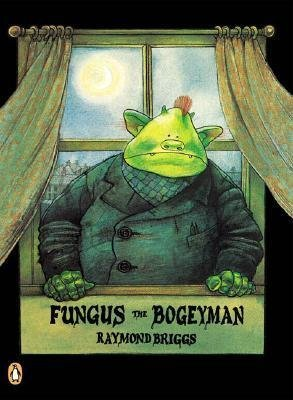 FUNGUS THE BOGEYMAN
RAYMOND BRIGGS